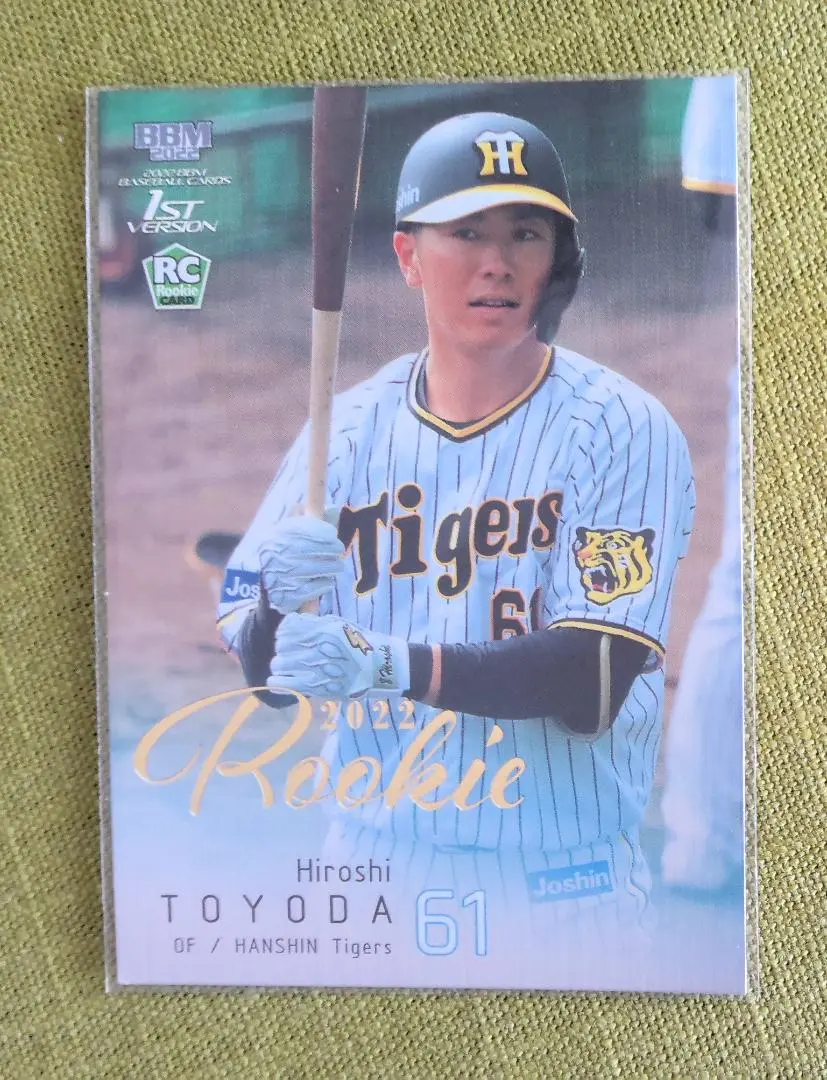 BBM
2022
2022 BBM
BASEBALL CARDS
1ST
VERSION
RC
Rookie
CARD
Joshin
Tigers
61
Jos
2022
Rookie
Hiroshi
TOYODA
61
OF / HANSHIN Tigers
Joshin